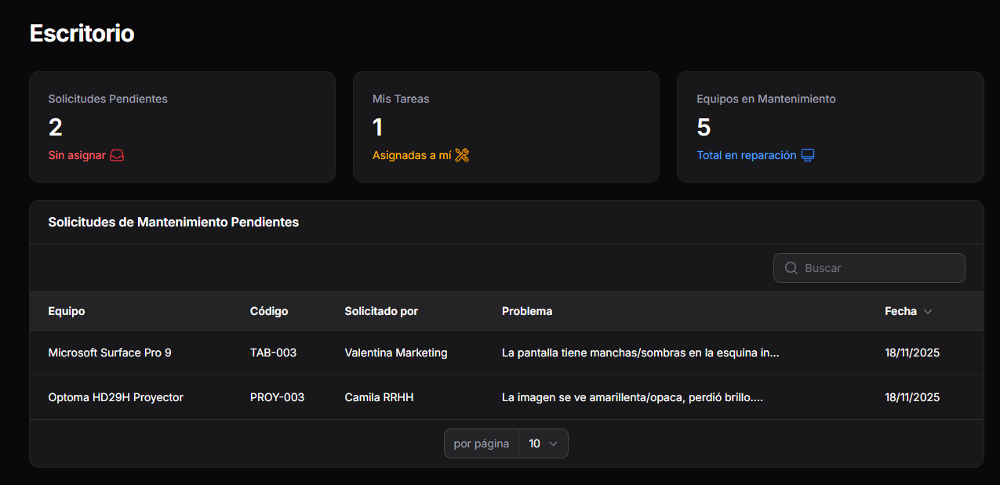 Escritorio
Solicitudes Pendientes
2
Sin asignar
Mis Tareas
1
Asignadas a mí
Equipos en Mantenimiento
5
Total en reparación
Solicitudes de Mantenimiento Pendientes
Buscar
Equipo Código Solicitado por Problema Fecha
Microsoft Surface Pro 9 TAB-003 Valentina Marketing La pantalla tiene manchas/sombras en la esquina in... 18/11/2025
Optoma HD29H Proyector PROY-003 Camila RRHH La imagen se ve amarillenta/opaca, perdió brillo.... 18/11/2025
por página 10